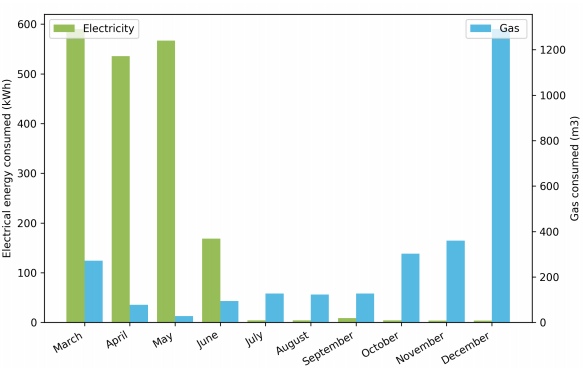 Electricity
Gas
Electrical energy consumed (kWh)
600
500
400
300
200
100
0
1200
1000
800
600
400
200
0
Gas consumed (m3)
March
April
May
June
July
August
September
October
November
December